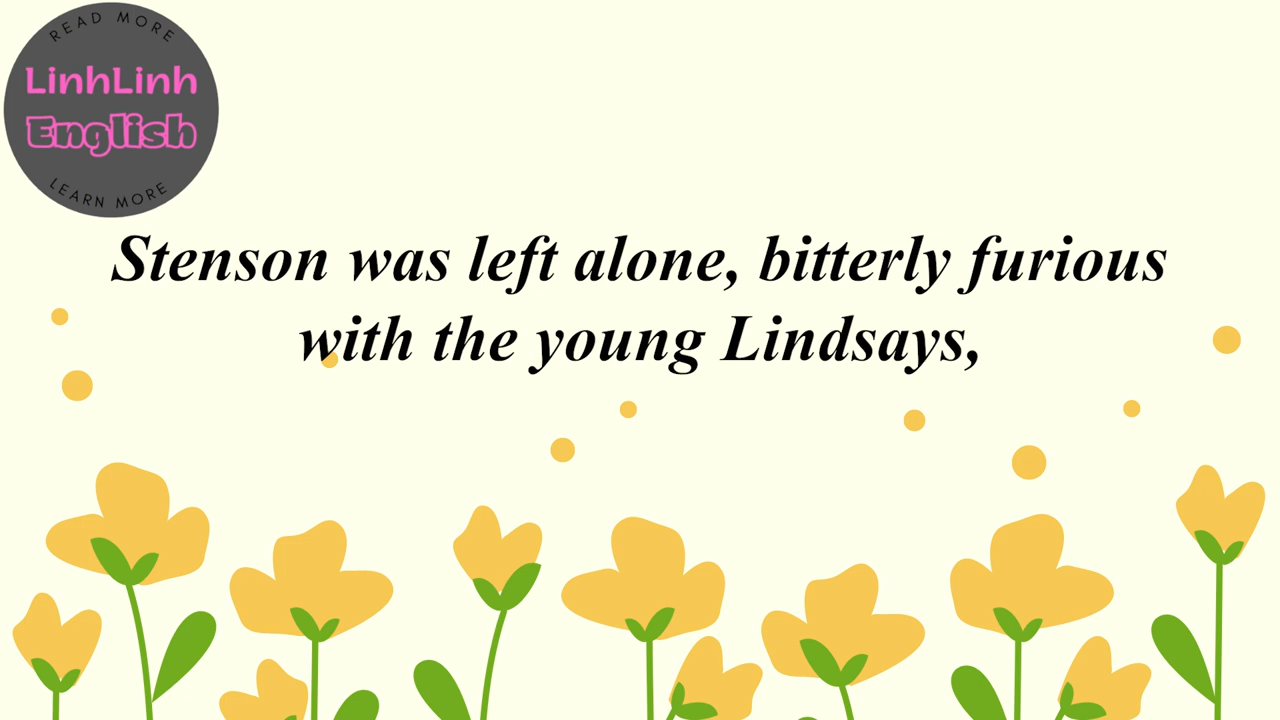 READ MORE
LinhLinh
English
LEARN MORE
Stenson was left alone, bitterly furious
with the young Lindsays,